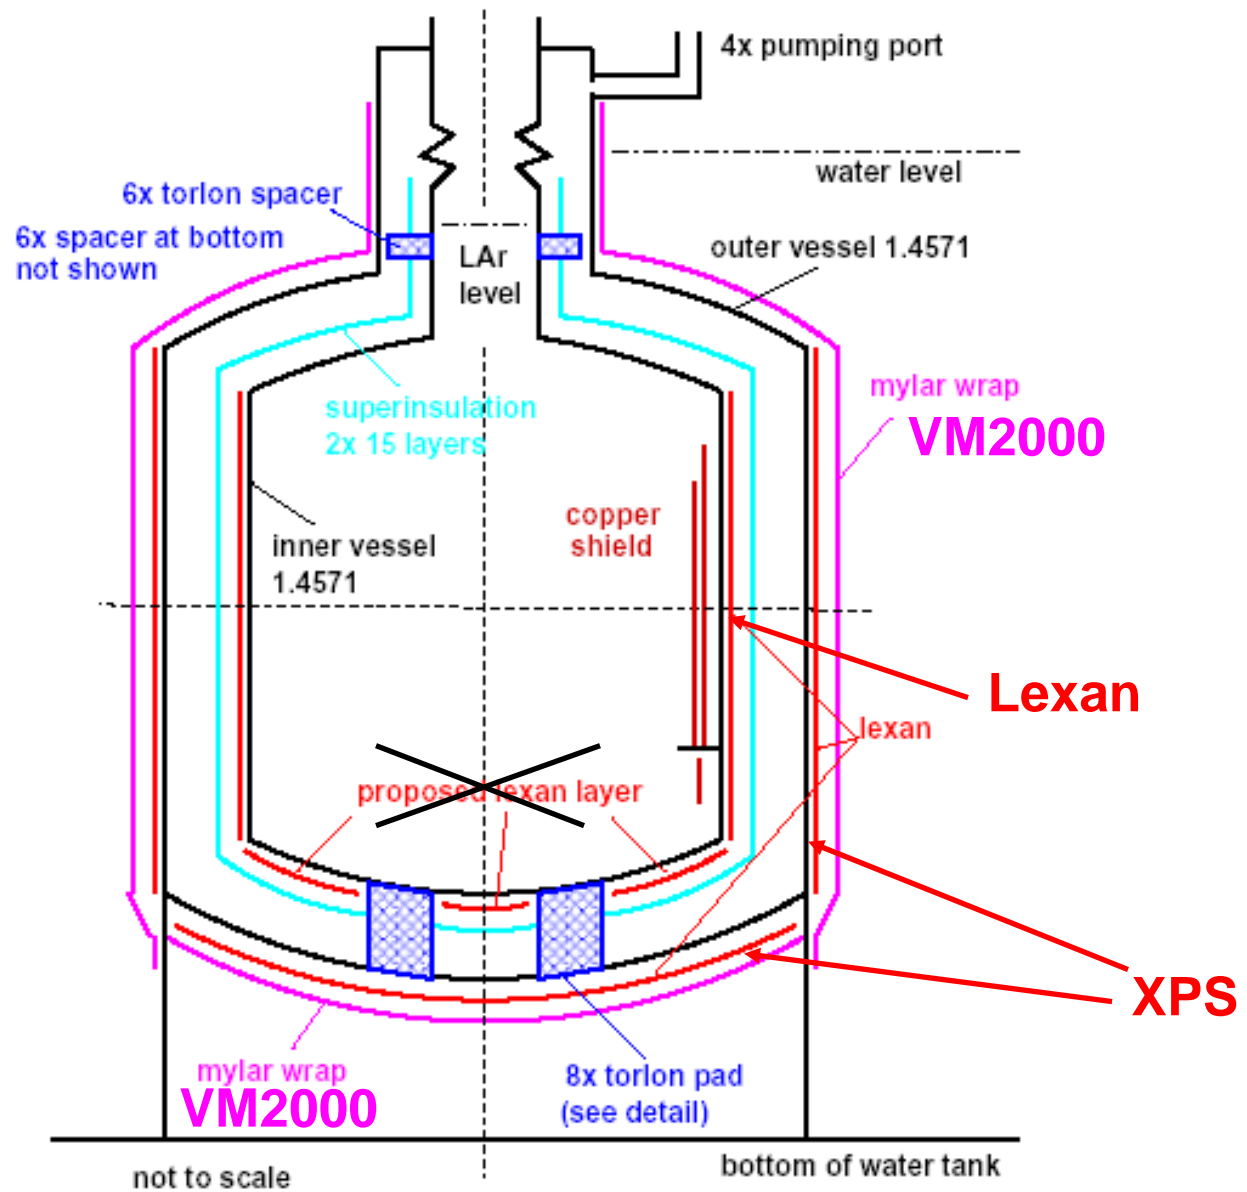 4x pumping port
water level
6x torlon spacer
6x spacer at bottom
not shown
LAr
level
outer vessel 1.4571
mylar wrap
VM2000
superinsulation
2x 15 layers
copper
shield
inner vessel
1.4571
Lexan
lexan
proposed lexan layer
XPS
mylar wrap
VM2000
8x torlon pad
(see detail)
not to scale
bottom of water tank